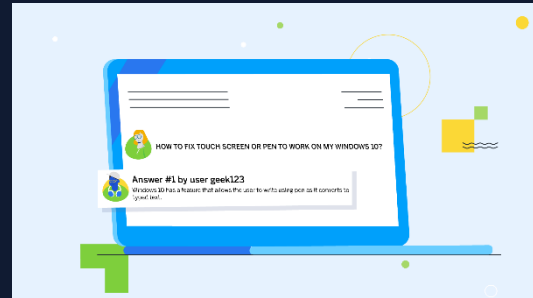 HOW TO FIX TOUCH SCREEN OR PEN TO WORK ON MY WINDOWS 10?
Answer #1 by user geek123
Windows 10 has a feature that allows the user to write using pen as it converts to
typed text.